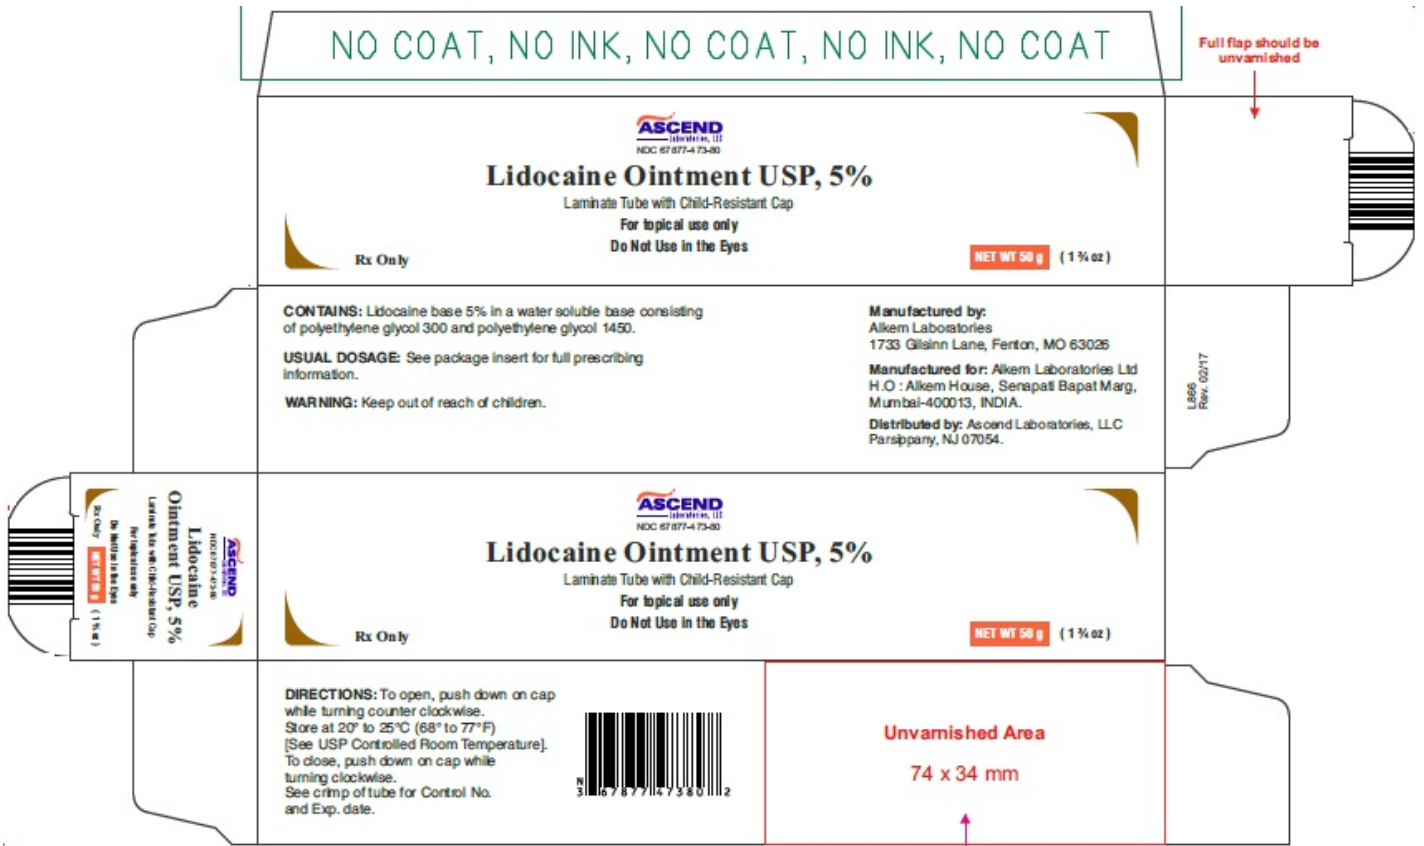 NO COAT, NO INK, NO COAT, NO INK, NO COAT
Full flap should be
unvarnished
ASCEND
Laboratories, LLC
NDC 67877-473-80
Lidocaine Ointment USP, 5%
Laminate Tube with Child-Resistant Cap
For topical use only
Do Not Use in the Eyes
Rx Only
NET WT 50 g (1 ¾ oz)
CONTAINS: Lidocaine base 5% in a water soluble base consisting
of polyethylene glycol 300 and polyethylene glycol 1450.
USUAL DOSAGE: See package insert for full prescribing
information.
WARNING: Keep out of reach of children.
Manufactured by:
Alkem Laboratories
1733 Gilsinn Lane, Fenton, MO 63026
Manufactured for: Alkem Laboratories Ltd
H.O : Alkem House, Senapati Bapat Marg,
Mumbai-400013, INDIA.
Distributed by: Ascend Laboratories, LLC
Parsippany, NJ 07054.
L866
Rev. 02/17
ASCEND
Laboratories, LLC
NDC 67877-473-80
Lidocaine
Ointment USP, 5%
Laminate Tube with Child-Resistant Cap
For topical use only
Do Not Use in the Eyes
Rx Only NET WT 50 g (1 ¾ oz)
ASCEND
Laboratories, LLC
NDC 67877-473-80
Lidocaine Ointment USP, 5%
Laminate Tube with Child-Resistant Cap
For topical use only
Do Not Use in the Eyes
Rx Only
NET WT 50 g (1 ¾ oz)
DIRECTIONS: To open, push down on cap
while turning counter clockwise.
Store at 20° to 25°C (68° to 77°F)
[See USP Controlled Room Temperature].
To close, push down on cap while
turning clockwise.
See crimp of tube for Control No.
and Exp. date.
N
3 67877 47380 2
Unvarnished Area
74 x 34 mm